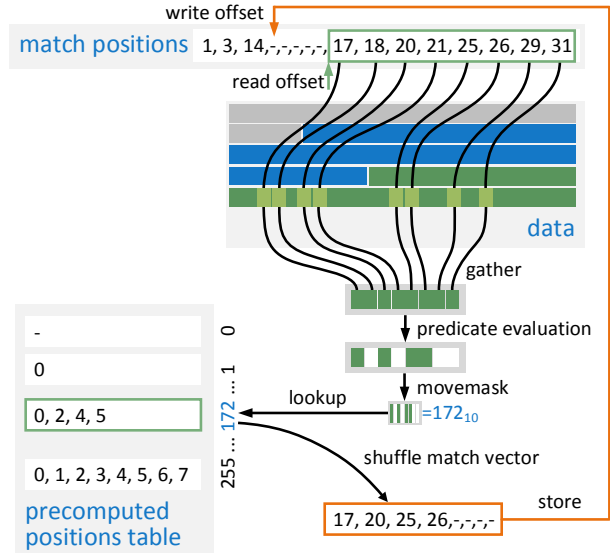 write offset
match positions
1, 3, 14,-,-,-,-,-, 17, 18, 20, 21, 25, 26, 29, 31
read offset
data
gather
predicate evaluation
movemask
=172₁₀
lookup
-
0
0, 2, 4, 5
0, 1, 2, 3, 4, 5, 6, 7
255 ... 172 ... 1 0
precomputed
positions table
shuffle match vector
17, 20, 25, 26,-,-,-,-
store